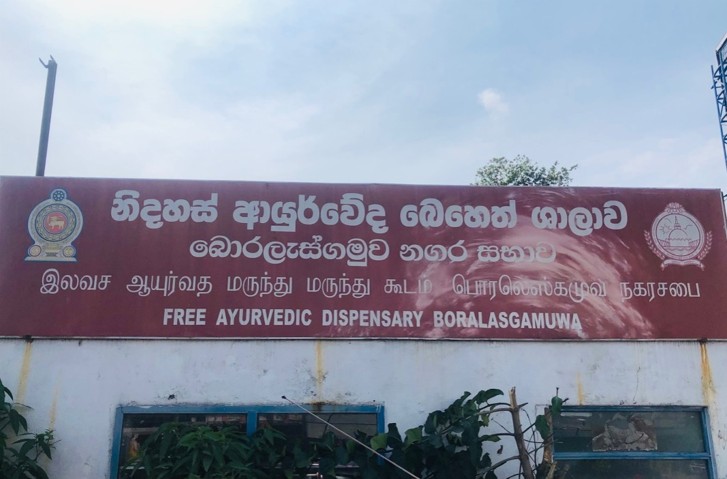 නිදහස් ආයුර්වේද බෙහෙත් ශාලාව
බොරලැස්ගමුව නගර සභාව
இலவச ஆயுர்வத மருந்து மருந்து கூடம் பொரலெஸ்கமுவ நகரசபை
FREE AYURVEDIC DISPENSARY BORALASGAMUWA